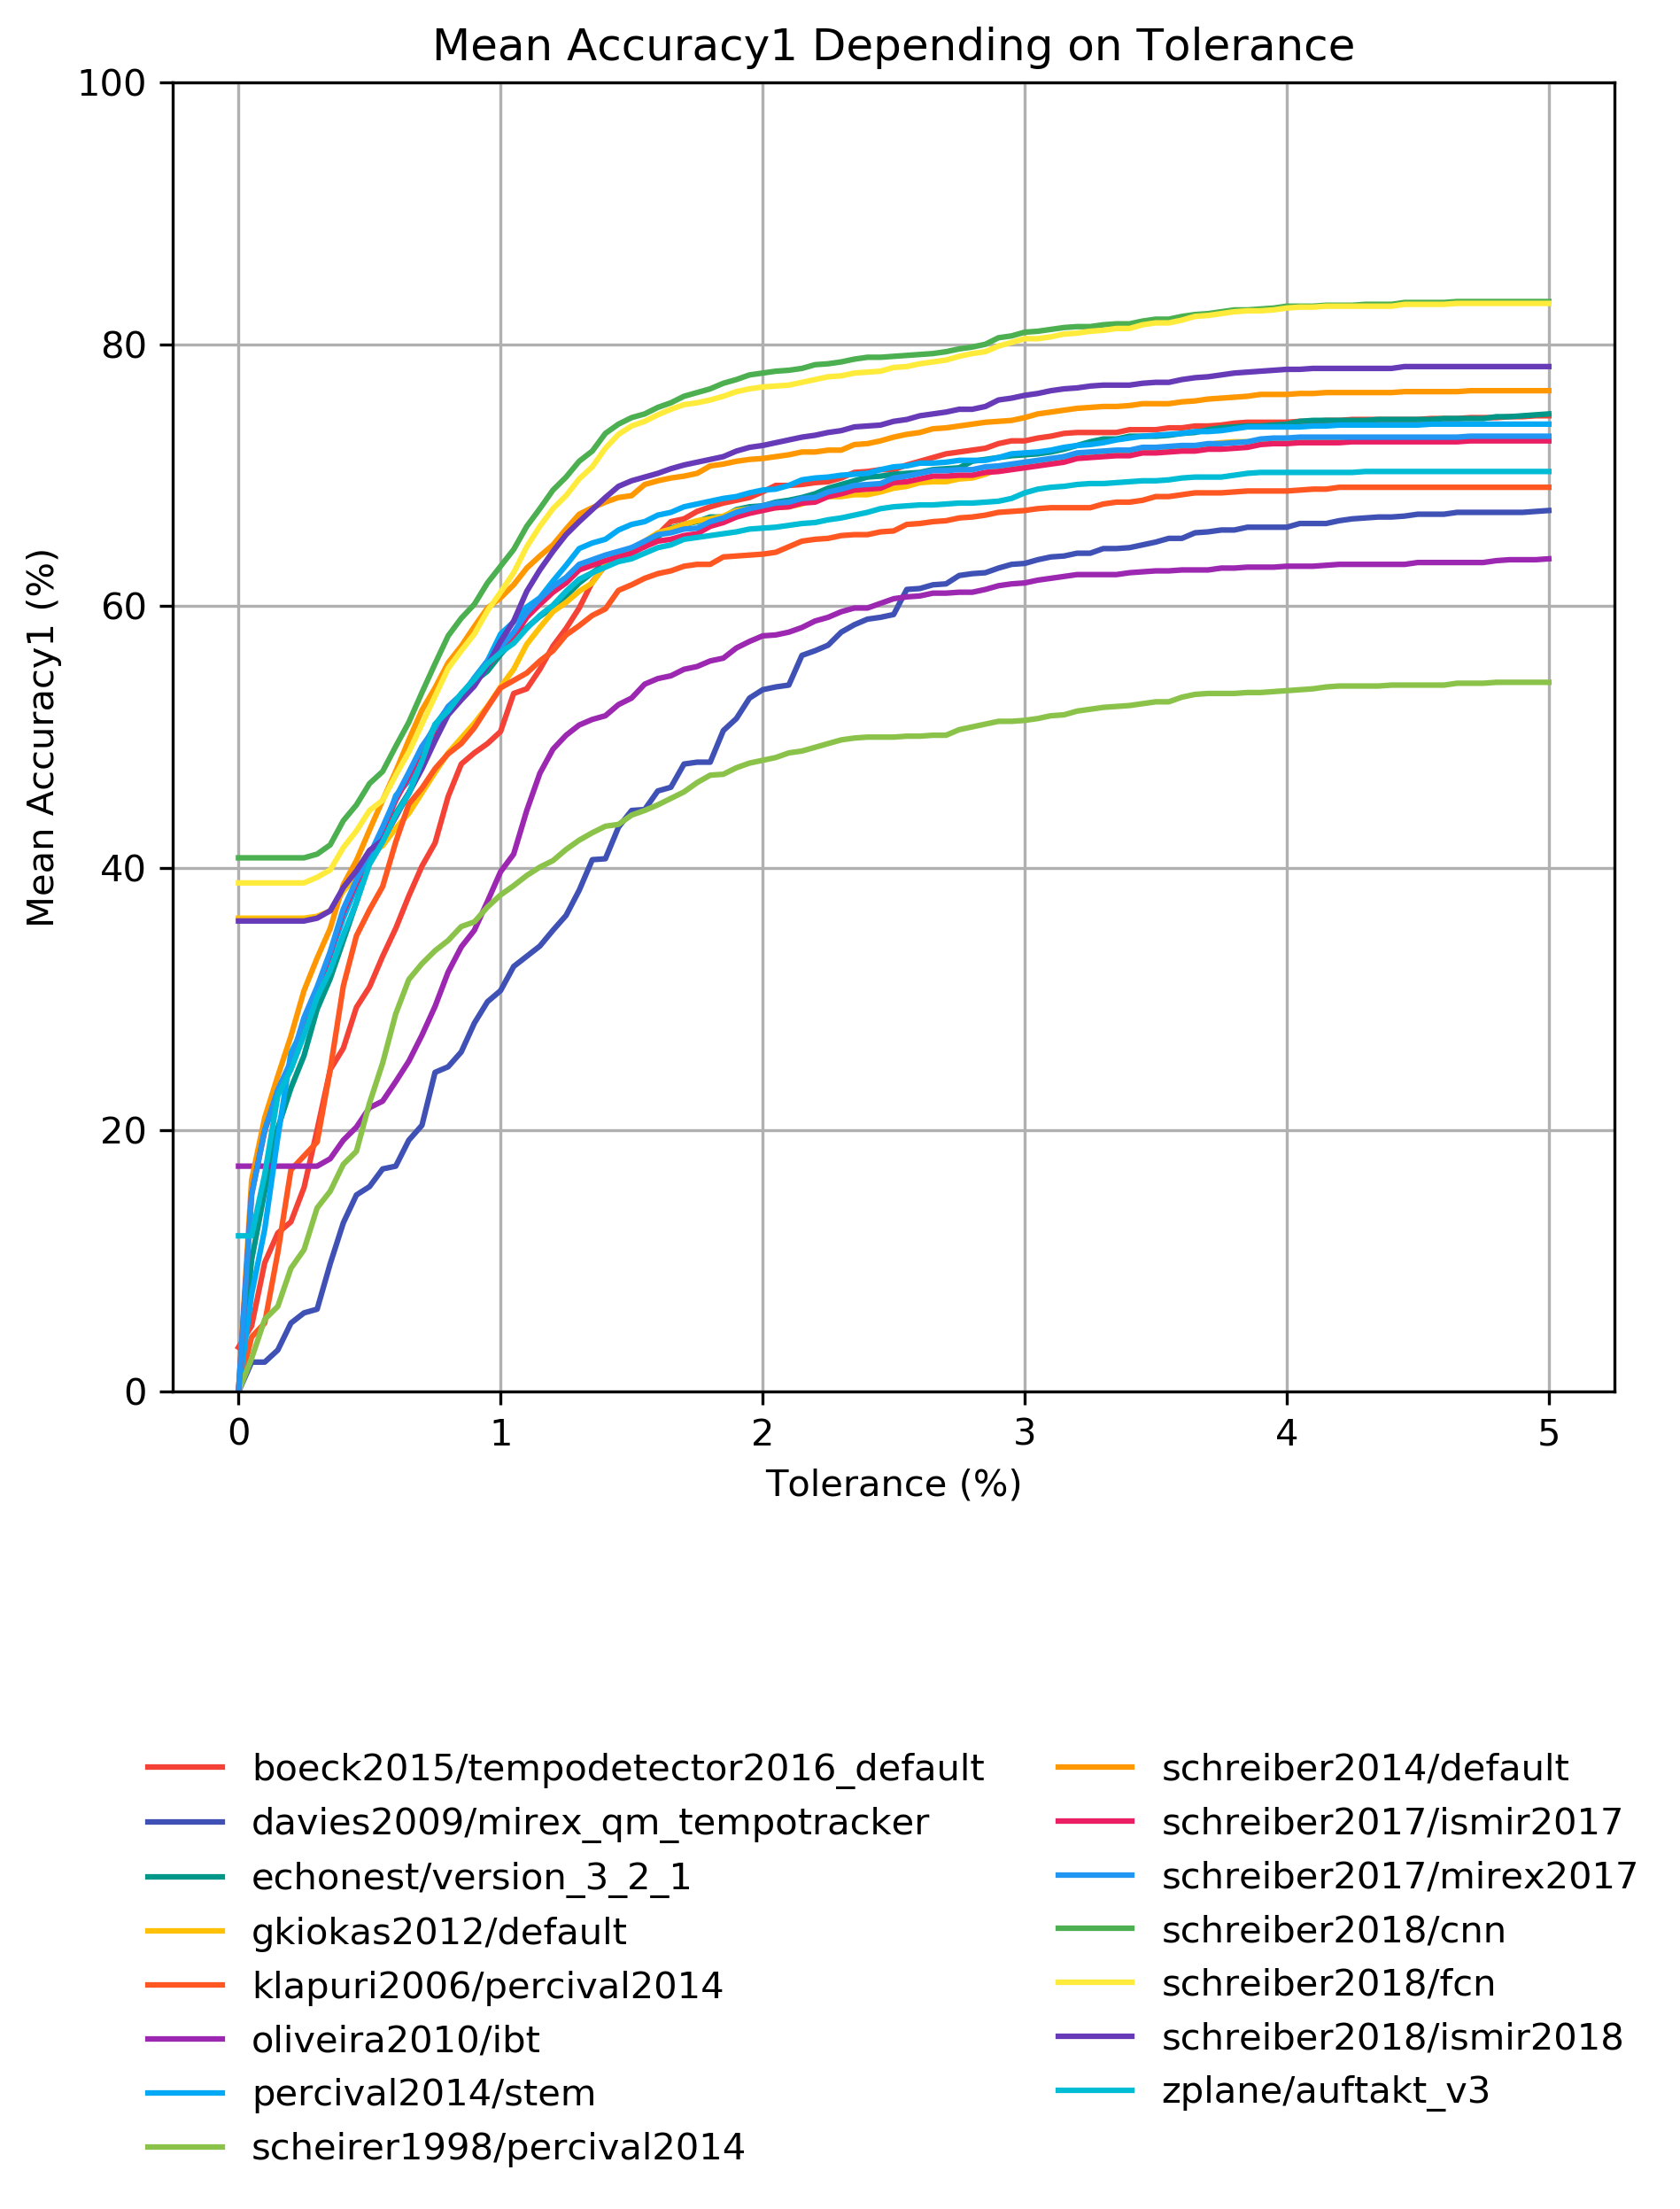 Mean Accuracy1 Depending on Tolerance
Mean Accuracy1 (%)
100
80
60
40
20
0
0 1 2 3 4 5
Tolerance (%)
boeck2015/tempodetector2016_default
davies2009/mirex_qm_tempotracker
echonest/version_3_2_1
gkiokas2012/default
klapuri2006/percival2014
oliveira2010/ibt
percival2014/stem
scheirer1998/percival2014
schreiber2014/default
schreiber2017/ismir2017
schreiber2017/mirex2017
schreiber2018/cnn
schreiber2018/fcn
schreiber2018/ismir2018
zplane/auftakt_v3